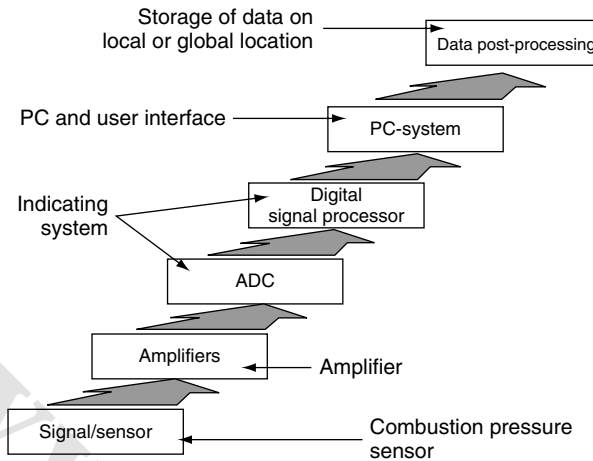 Storage of data on
local or global location
Data post-processing
PC and user interface
PC-system
Digital
signal processor
Indicating
system
ADC
Amplifiers
Amplifier
Signal/sensor
Combustion pressure
sensor